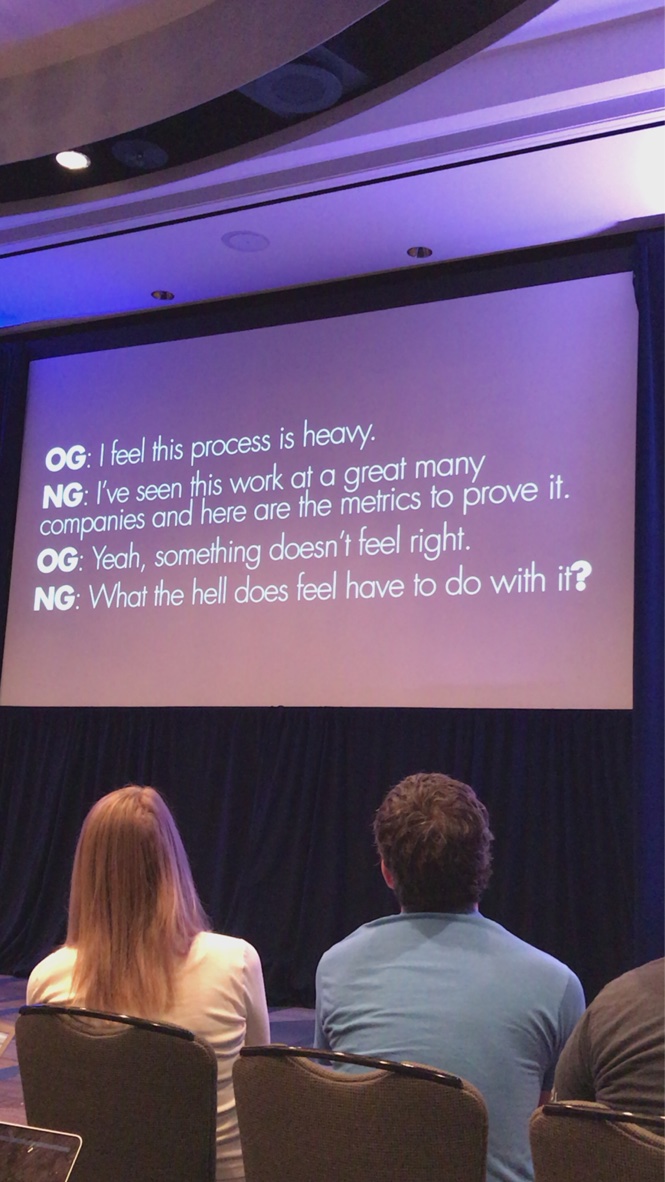 OG: I feel this process is heavy.
NG: I've seen this work at a great many
companies and here are the metrics to prove it.
OG: Yeah, something doesn't feel right.
NG: What the hell does feel have to do with it?